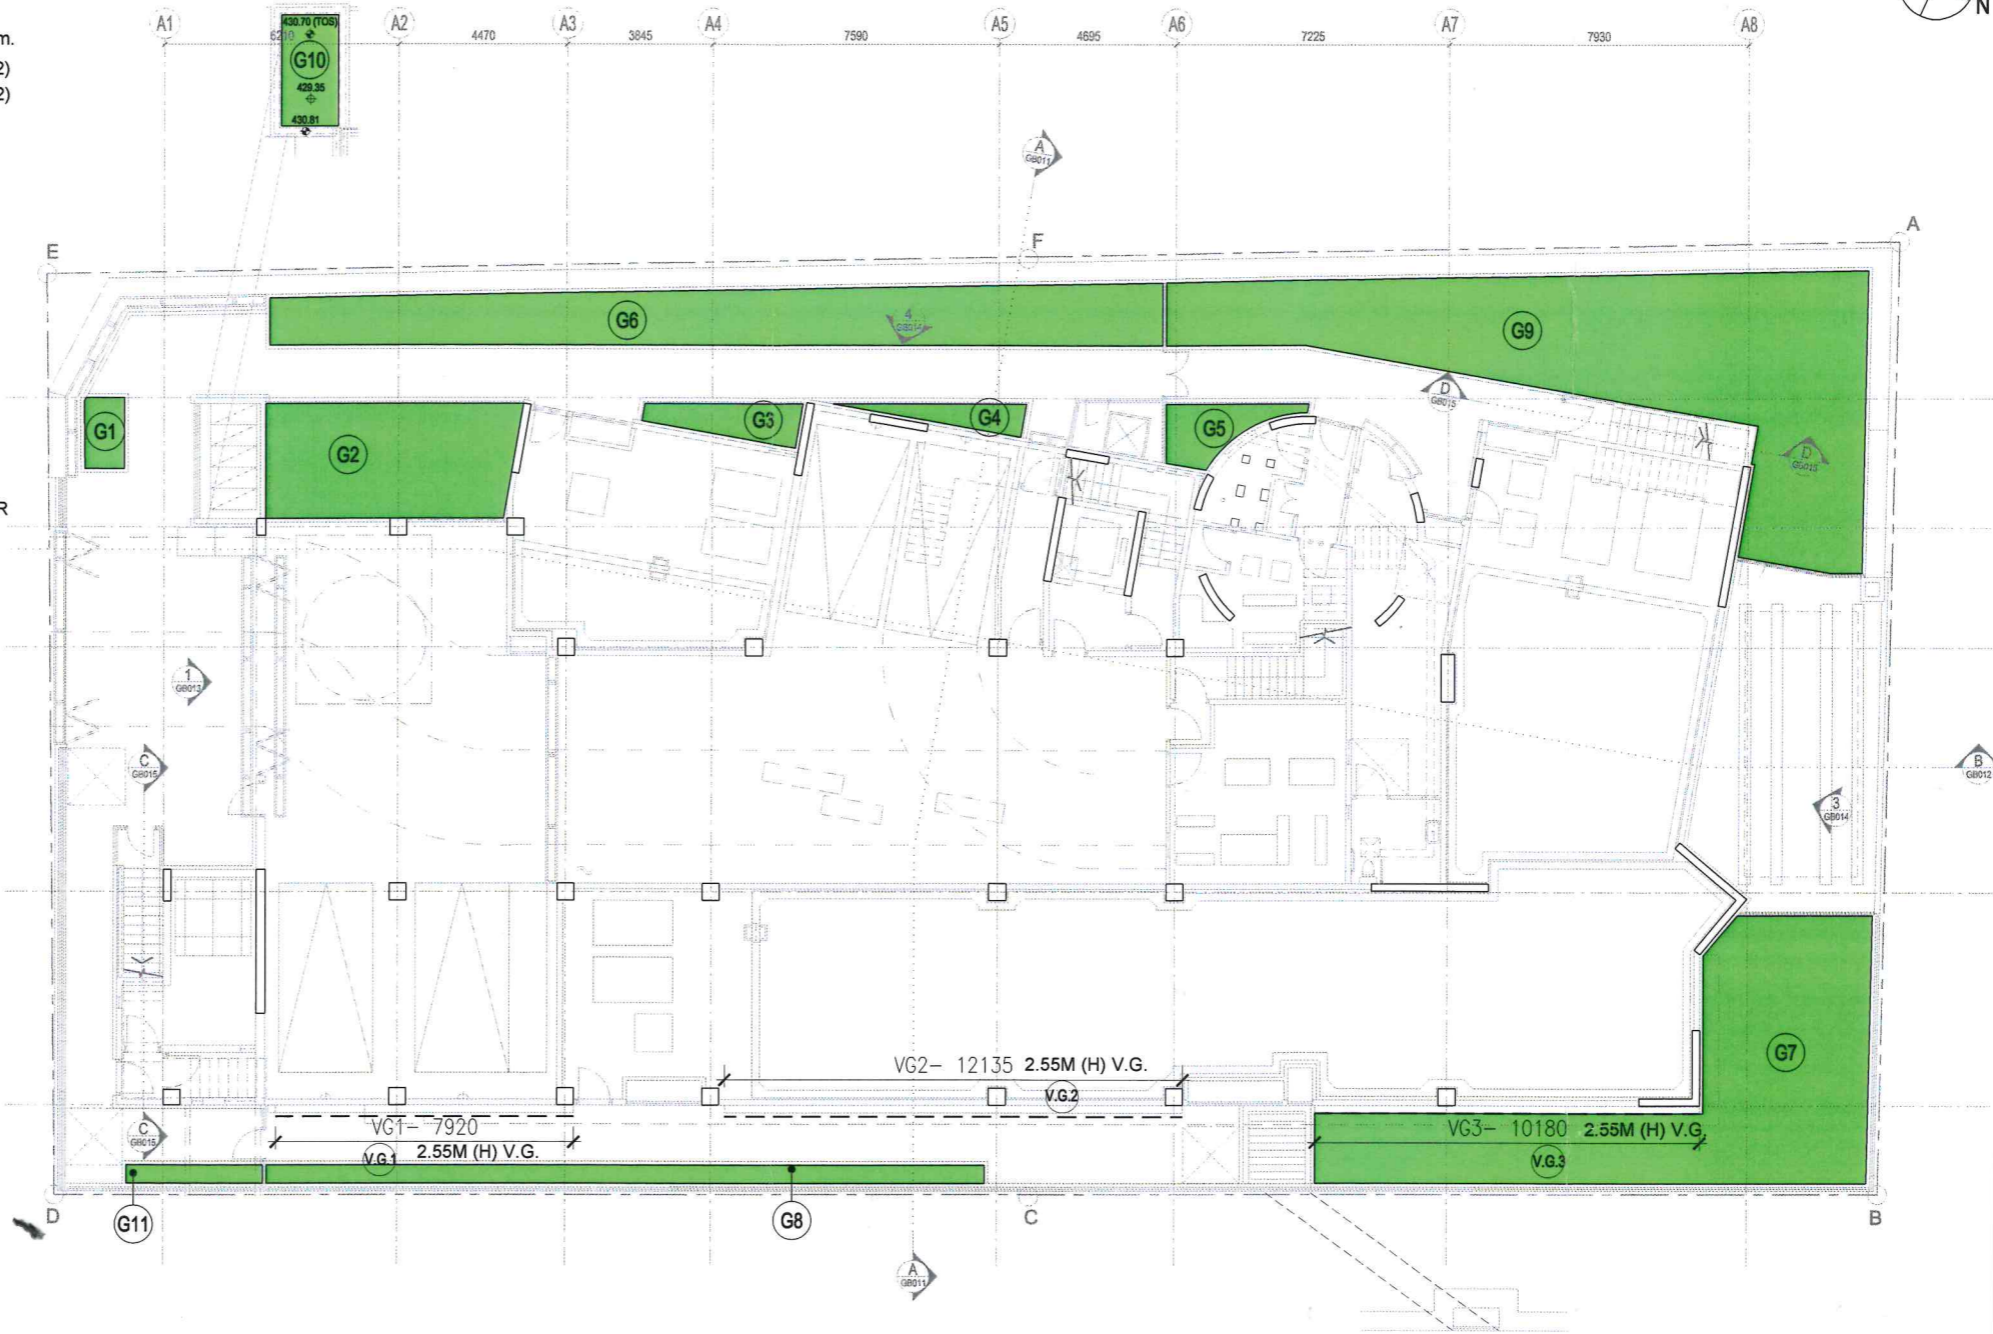 N
A1
A2
A3
A4
A5
A6
A7
A8
6210
4470
3845
7590
4695
7225
7930
m.
2)
2)
430.70 (TOS)
G10
429.35
430.81
A
GB011
E
F
A
G6
4
GB014
G9
D
GB015
G1
G2
G3
G4
G5
D
GB015
R
1
GB013
C
GB015
B
GB012
3
GB014
VG2- 12135 2.55M (H) V.G.
V.G.2
G7
C
GB015
VG1- 7920
2.55M (H) V.G.
V.G.1
VG3- 10180 2.55M (H) V.G.
V.G.3
D
G11
G8
C
B
A
GB011